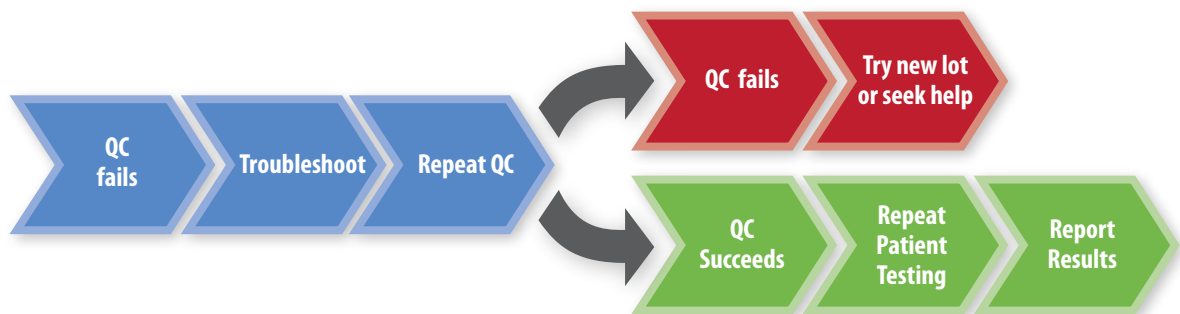 QC
fails
Troubleshoot
Repeat QC
QC fails
Try new lot
or seek help
QC
Succeeds
Repeat
Patient
Testing
Report
Results